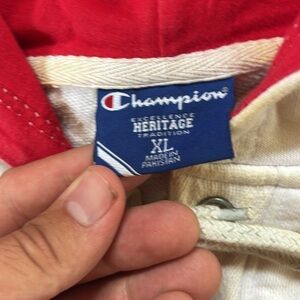 Champion
EXCELLENCE
HERITAGE
TRADITION
XL
MADE IN
PAKISTAN